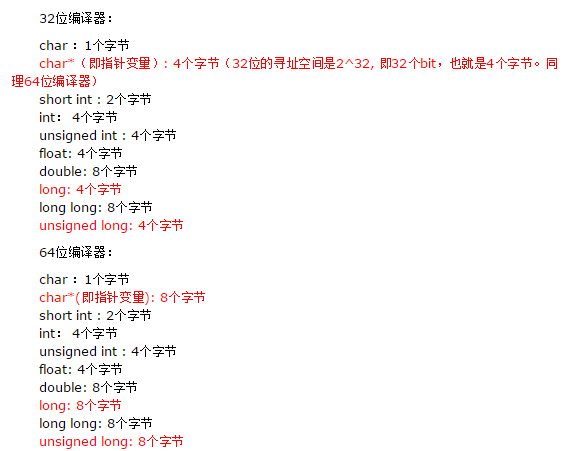 32位编译器：
char ：1个字节
char*（即指针变量）: 4个字节（32位的寻址空间是2^32, 即32个bit，也就是4个字节。同
理64位编译器）
short int : 2个字节
int： 4个字节
unsigned int : 4个字节
float: 4个字节
double: 8个字节
long: 4个字节
long long: 8个字节
unsigned long: 4个字节
64位编译器：
char ：1个字节
char*(即指针变量): 8个字节
short int : 2个字节
int： 4个字节
unsigned int : 4个字节
float: 4个字节
double: 8个字节
long: 8个字节
long long: 8个字节
unsigned long: 8个字节